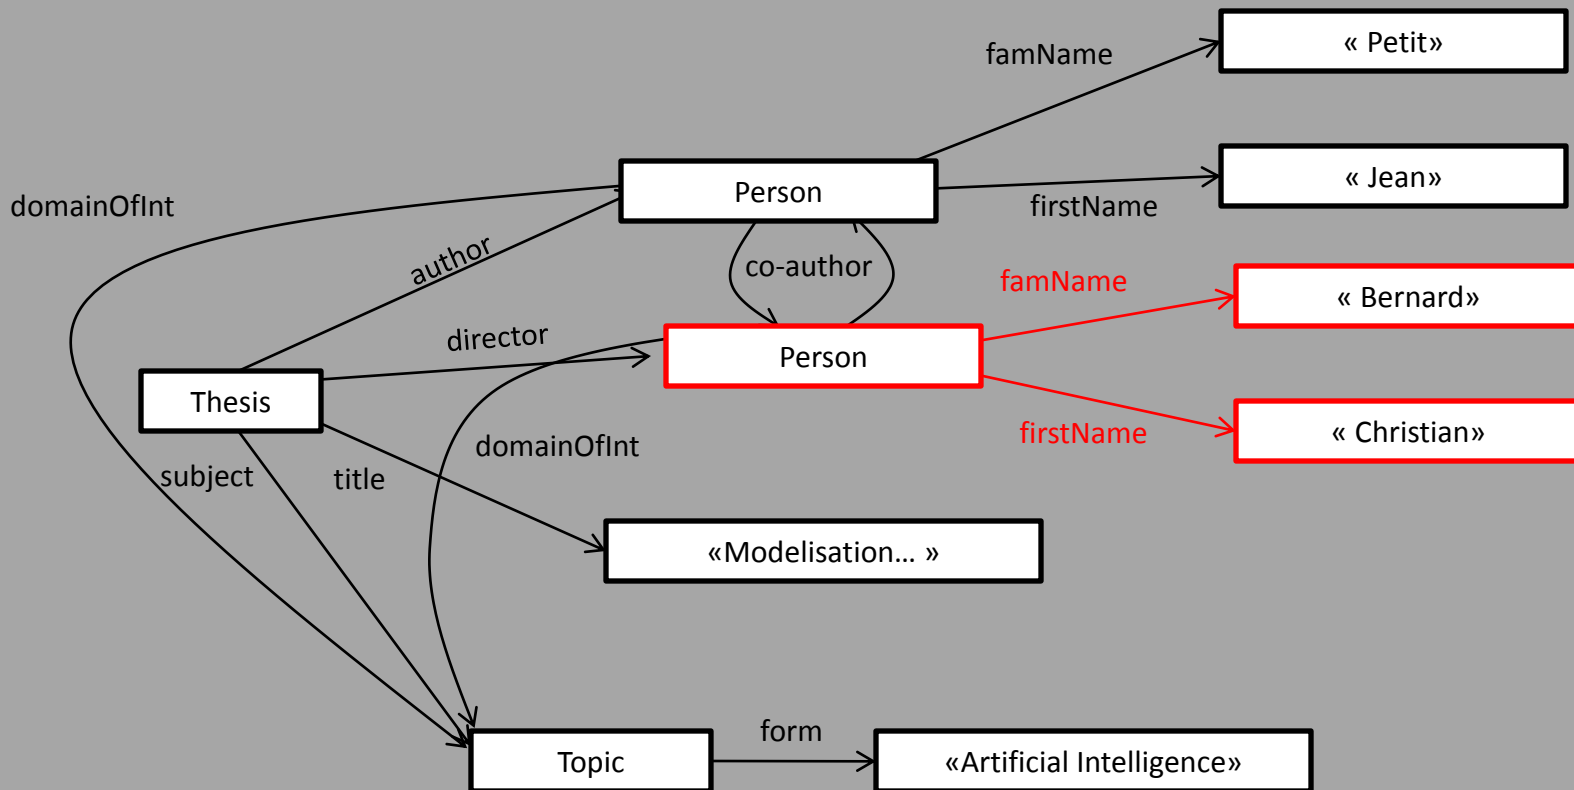 famName
« Petit»
Person
« Jean»
domainOfInt
firstName
author
co-author
famName
« Bernard»
director
Person
Thesis
« Christian»
firstName
domainOfInt
subject
title
«Modelisation... »
form
Topic
«Artificial Intelligence»